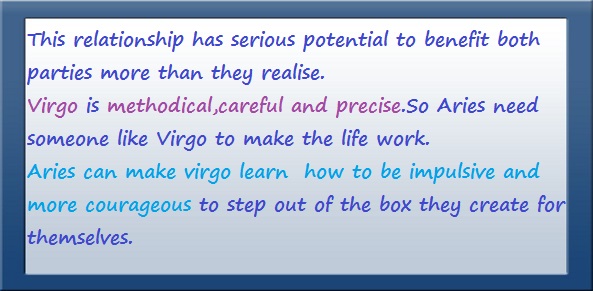 This relationship has serious potential to benefit both
parties more than they realise.
Virgo is methodical,careful and precise.So Aries need
someone like Virgo to make the life work.
Aries can make virgo learn  how to be impulsive and
more courageous to step out of the box they create for
themselves.